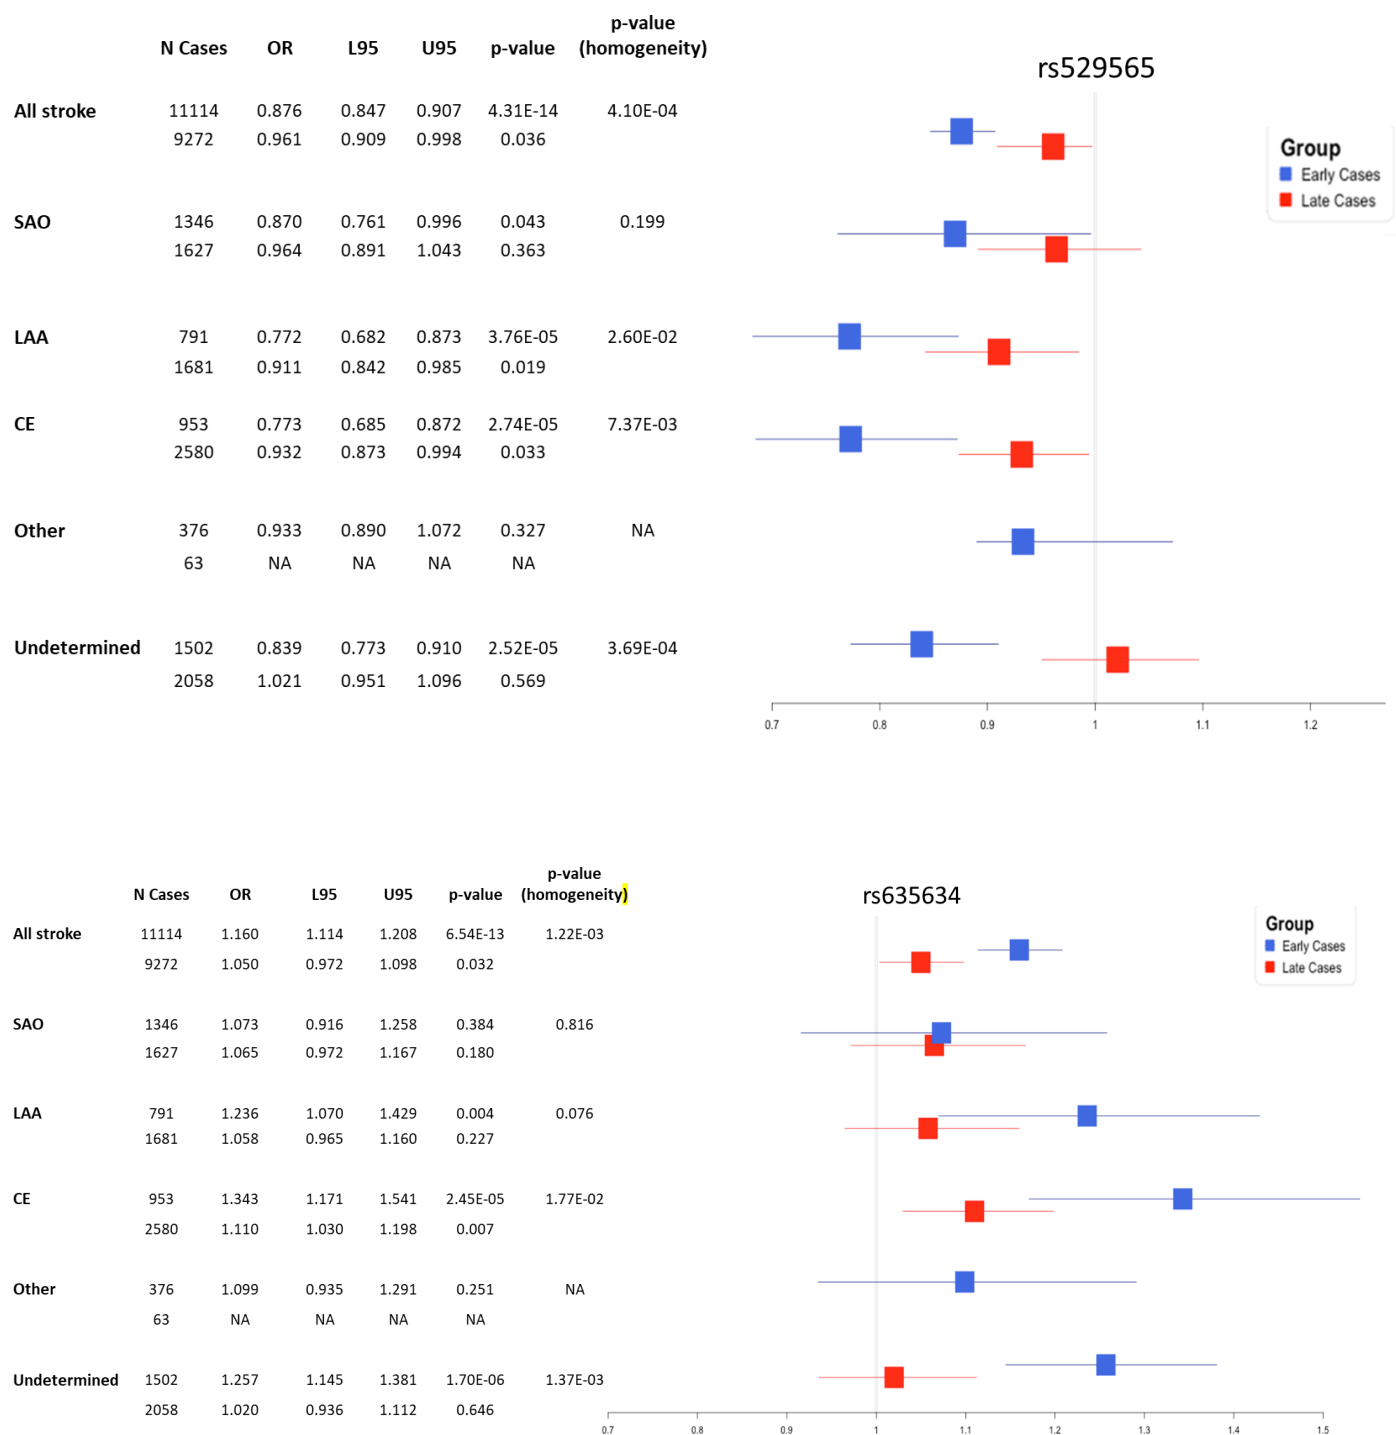 p-value
N Cases OR L95 U95 p-value (homogeneity)
rs529565
All stroke 11114 0.876 0.847 0.907 4.31E-14 4.10E-04
9272 0.961 0.909 0.998 0.036
Group
Early Cases
Late Cases
SAO 1346 0.870 0.761 0.996 0.043 0.199
1627 0.964 0.891 1.043 0.363
LAA 791 0.772 0.682 0.873 3.76E-05 2.60E-02
1681 0.911 0.842 0.985 0.019
CE 953 0.773 0.685 0.872 2.74E-05 7.37E-03
2580 0.932 0.873 0.994 0.033
Other 376 0.933 0.890 1.072 0.327 NA
63 NA NA NA NA
Undetermined 1502 0.839 0.773 0.910 2.52E-05 3.69E-04
2058 1.021 0.951 1.096 0.569
0.7 0.8 0.9 1 1.1 1.2
p-value
N Cases OR L95 U95 p-value (homogeneity)
rs635634
All stroke 11114 1.160 1.114 1.208 6.54E-13 1.22E-03
9272 1.050 0.972 1.098 0.032
Group
Early Cases
Late Cases
SAO 1346 1.073 0.916 1.258 0.384 0.816
1627 1.065 0.972 1.167 0.180
LAA 791 1.236 1.070 1.429 0.004 0.076
1681 1.058 0.965 1.160 0.227
CE 953 1.343 1.171 1.541 2.45E-05 1.77E-02
2580 1.110 1.030 1.198 0.007
Other 376 1.099 0.935 1.291 0.251 NA
63 NA NA NA NA
Undetermined 1502 1.257 1.145 1.381 1.70E-06 1.37E-03
2058 1.020 0.936 1.112 0.646
0.7 0.8 0.9 1 1.1 1.2 1.3 1.4 1.5